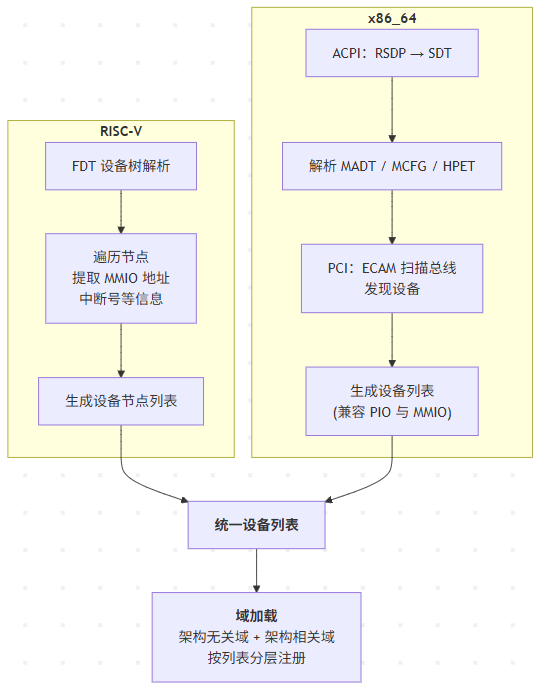 x86_64
ACPI：RSDP → SDT
解析 MADT / MCFG / HPET
PCI：ECAM 扫描总线
发现设备
生成设备列表
(兼容 PIO 与 MMIO)
RISC-V
FDT 设备树解析
遍历节点
提取 MMIO 地址
中断号等信息
生成设备节点列表
统一设备列表
域加载
架构无关域 + 架构相关域
按列表分层注册